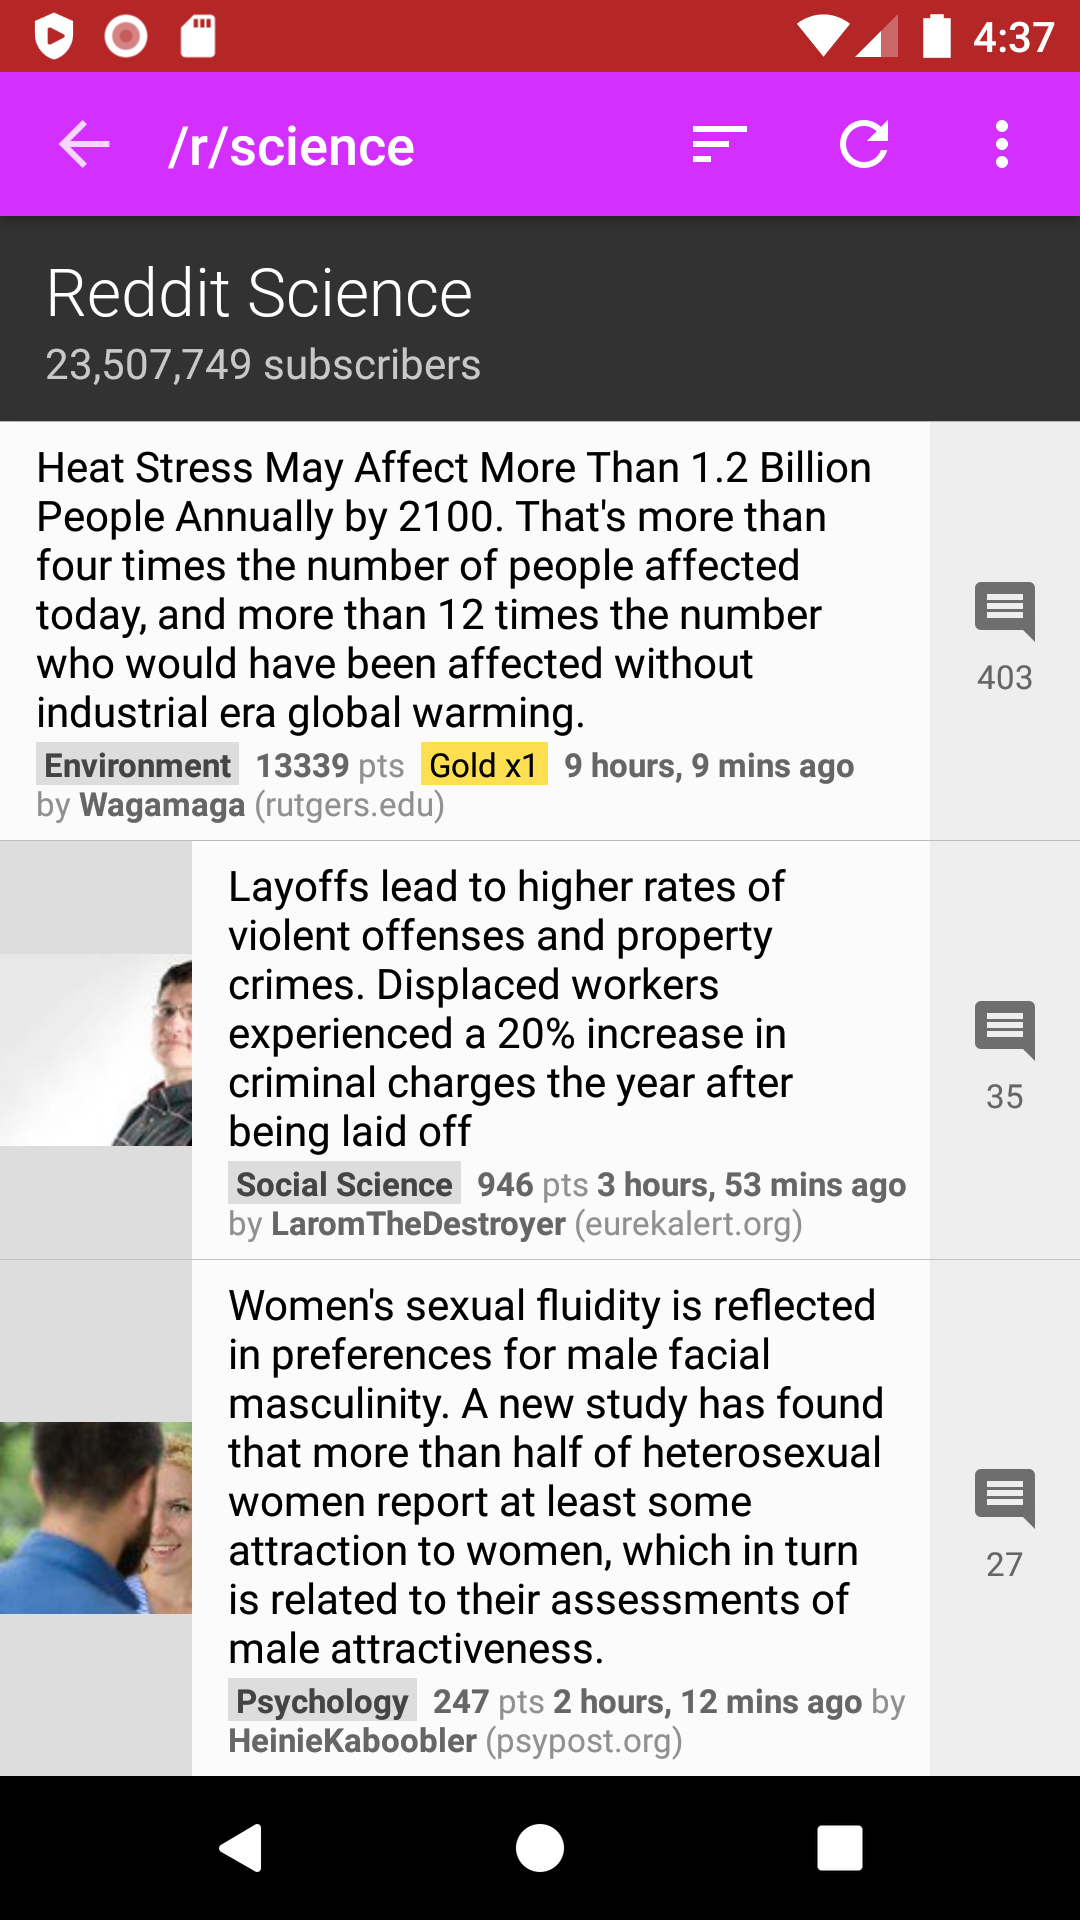 4:37
/r/science
Reddit Science
23,507,749 subscribers
Heat Stress May Affect More Than 1.2 Billion
People Annually by 2100. That's more than
four times the number of people affected
today, and more than 12 times the number
who would have been affected without
industrial era global warming.
Environment 13339 pts Gold x1 9 hours, 9 mins ago
by Wagamaga (rutgers.edu)
403
Layoffs lead to higher rates of
violent offenses and property
crimes. Displaced workers
experienced a 20% increase in
criminal charges the year after
being laid off
Social Science 946 pts 3 hours, 53 mins ago
by LaromTheDestroyer (eurekalert.org)
35
Women's sexual fluidity is reflected
in preferences for male facial
masculinity. A new study has found
that more than half of heterosexual
women report at least some
attraction to women, which in turn
is related to their assessments of
male attractiveness.
Psychology 247 pts 2 hours, 12 mins ago by
HeinieKaboobler (psypost.org)
27